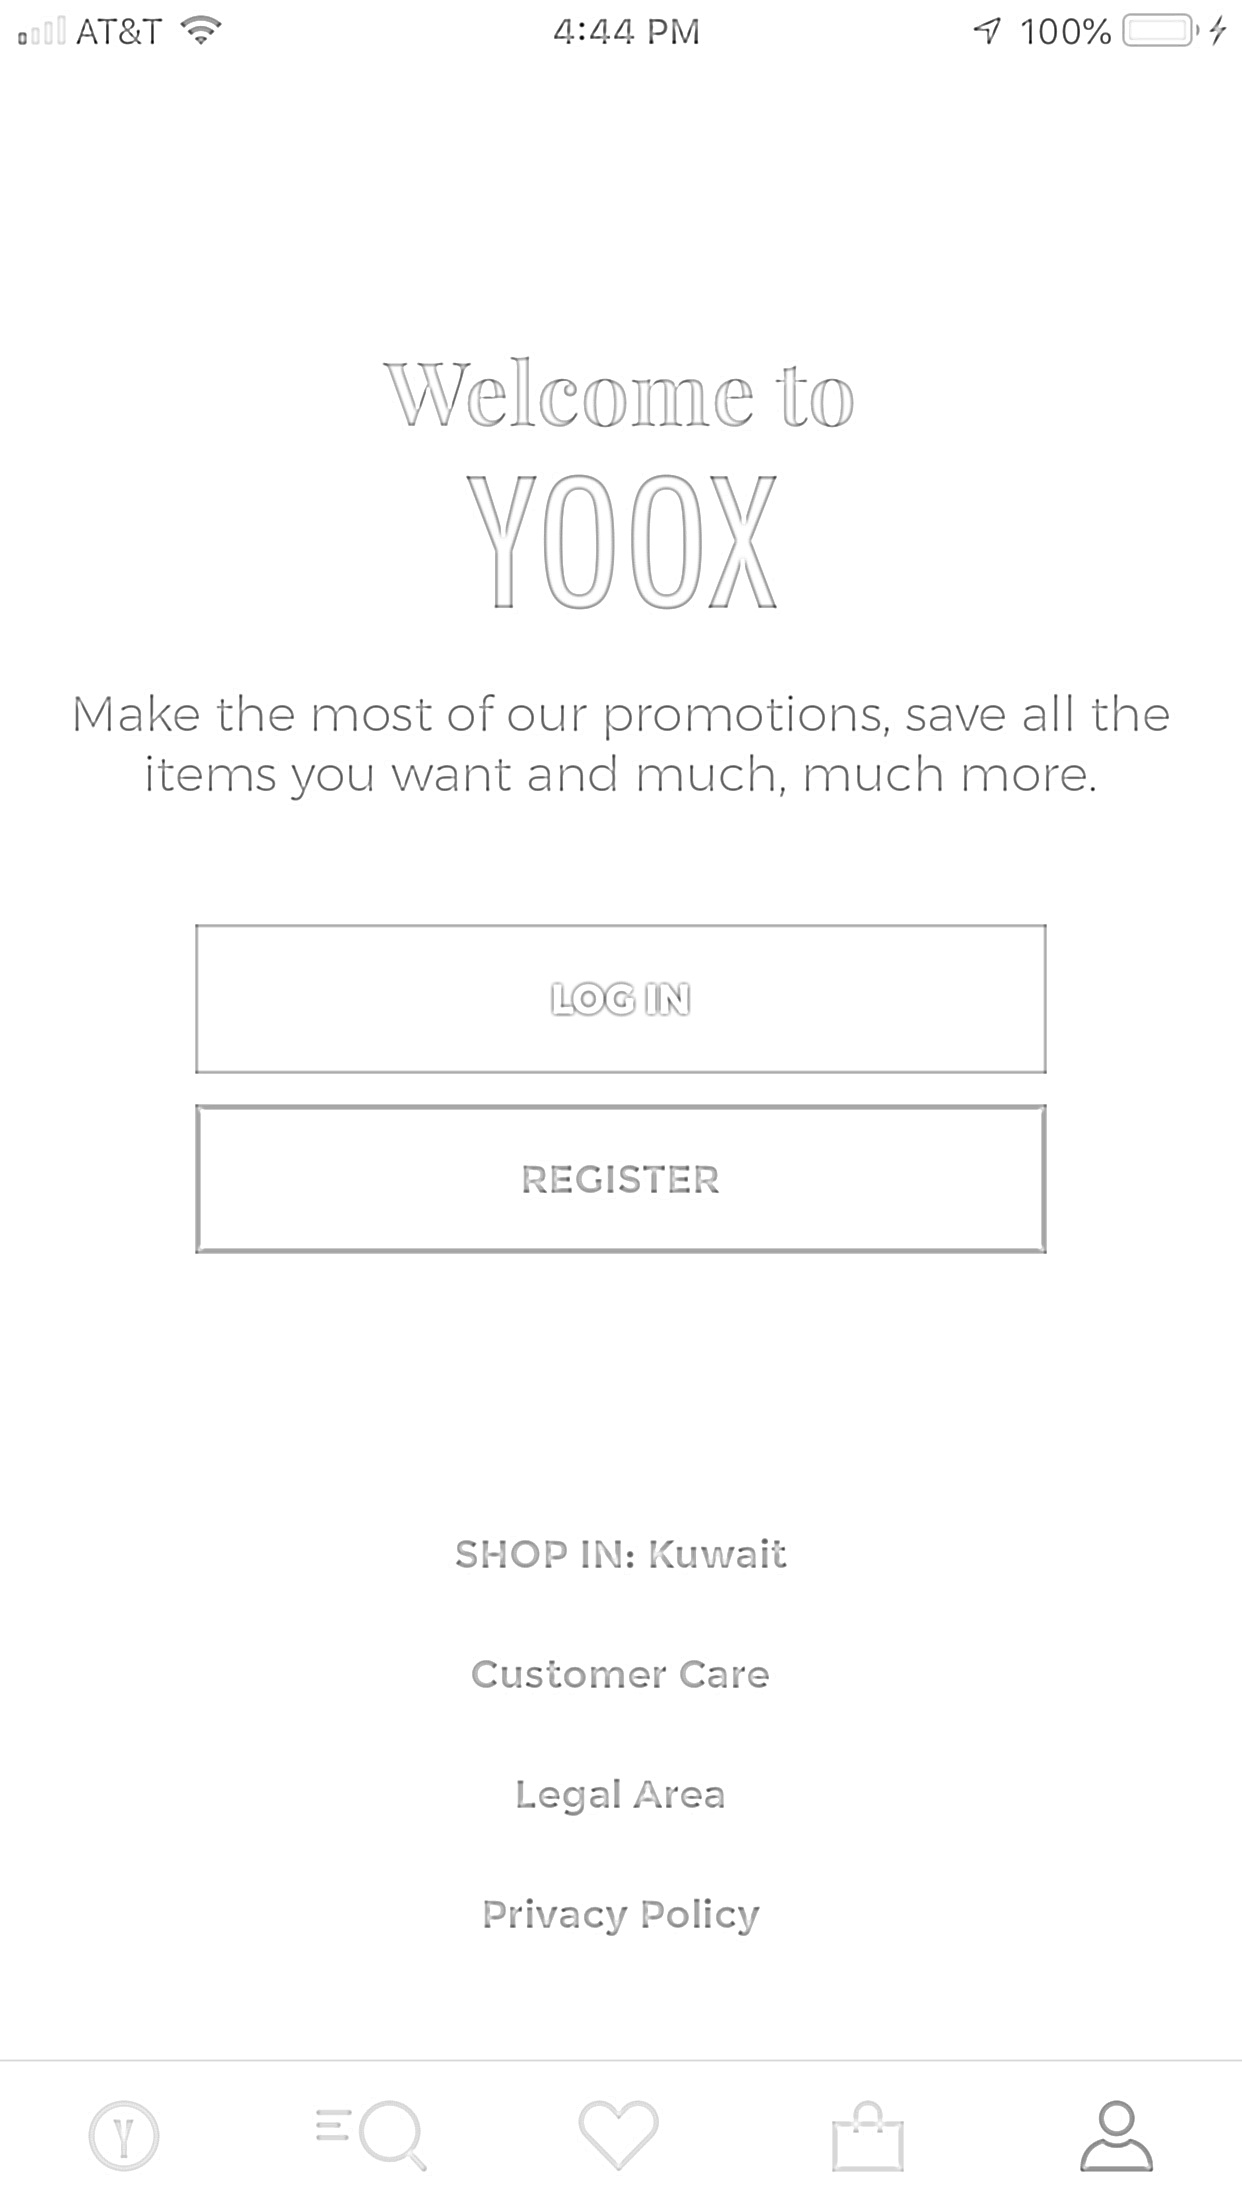 AT&T 4:44 PM 100%
Welcome to
YOOX
Make the most of our promotions, save all the
items you want and much, much more.
LOG IN
REGISTER
SHOP IN: Kuwait
Customer Care
Legal Area
Privacy Policy
Y